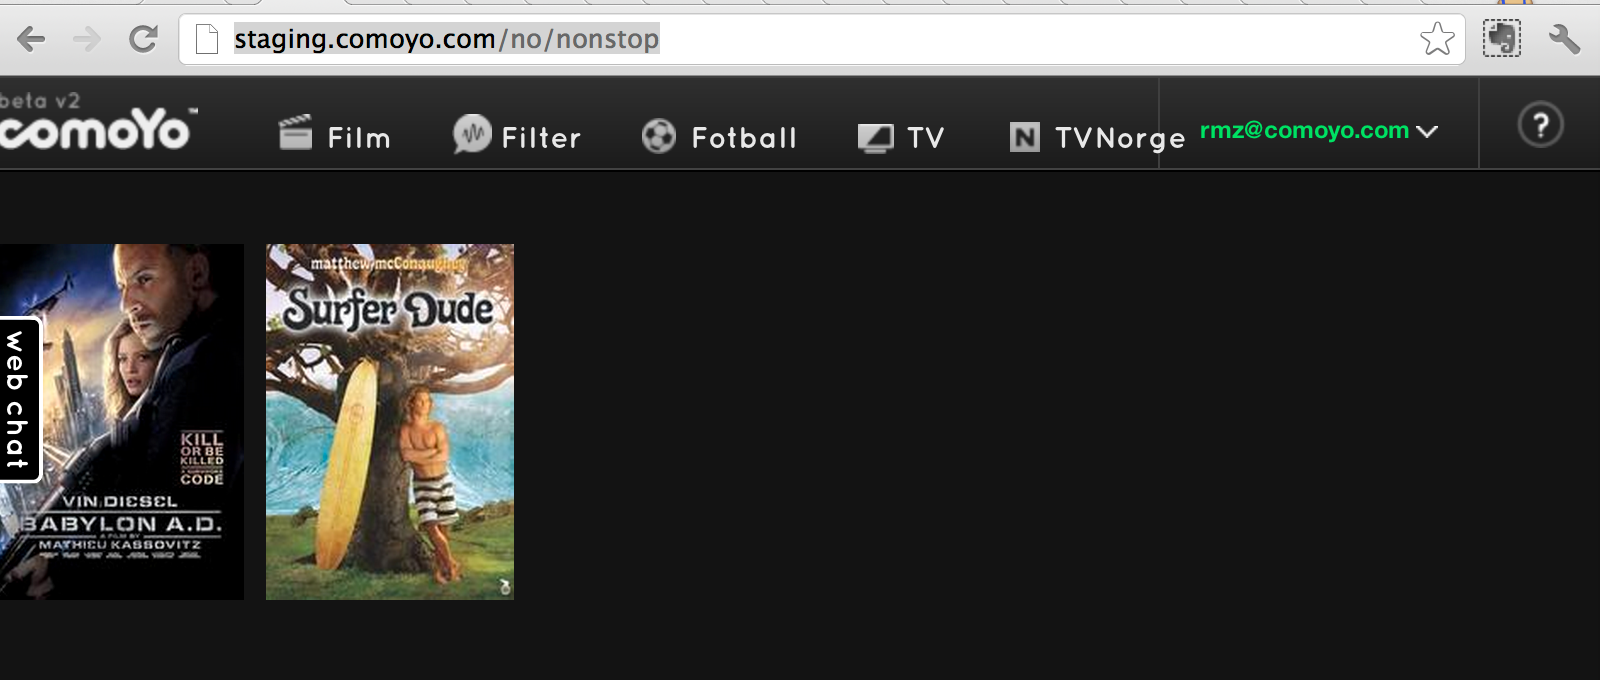 staging.comoyo.com/no/nonstop
beta v2
comoYo™
Film
Filter
Fotball
TV
N TVNorge
rmz@comoyo.com
?
web chat
KILL
OR BE
KILLED
CODE
VIN DIESEL
BABYLON A.D.
A FILM BY
MATHIEU KASSOVITZ
matthew mcConaughey
Surfer Dude